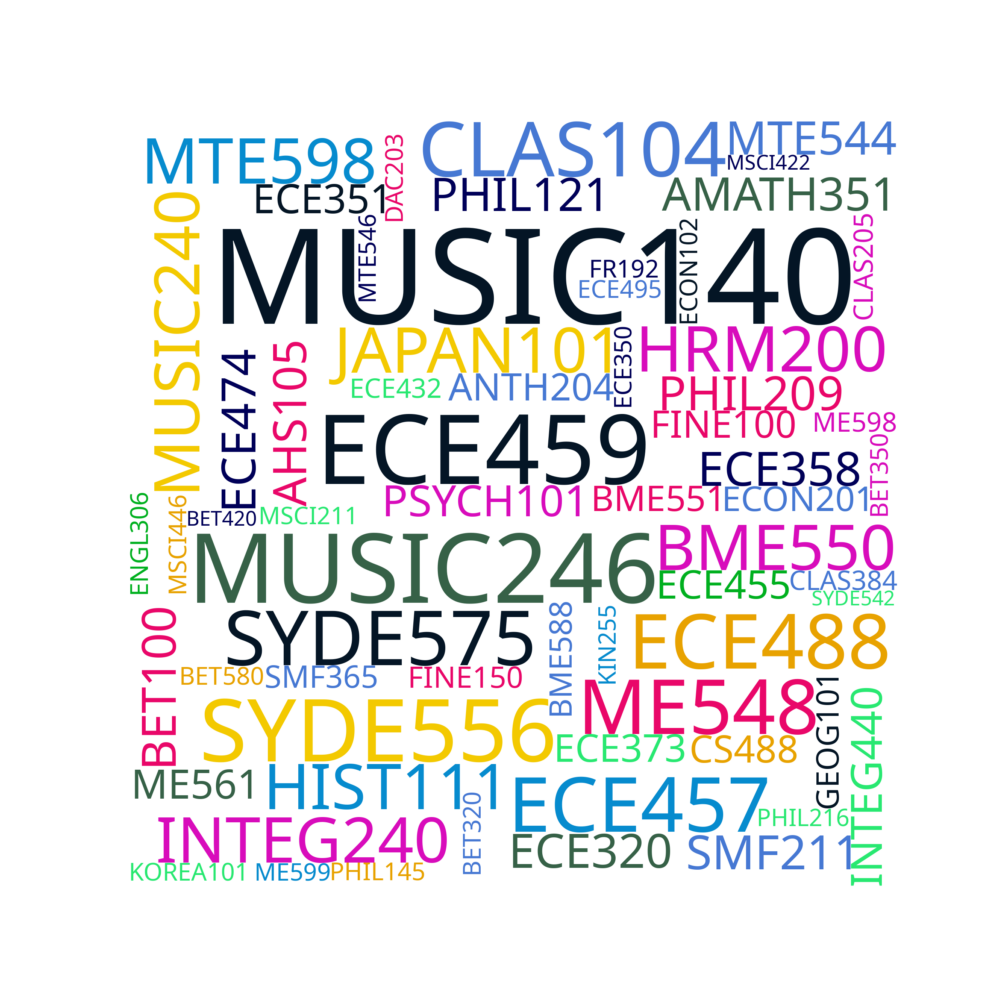 CLAS104
MTE544
MTE598
DAC203
MSCI422
ECE351
PHIL121
AMATH351
MUSIC240
MTE546
MUSIC140
FR192
ECE495
ECON102
CLAS205
JAPAN101
ECE350
HRM200
ECE474
AHS105
ECE432
ANTH204
PHIL209
ECE459
FINE100
ME598
BET350
ECE358
PSYCH101
BME551
ECON201
ENGL306
MSCI446
BET420
MSCI211
MUSIC246
BME550
ECE455
CLAS384
SYDE542
BET100
SYDE575
BME588
KIN255
ECE488
BET580
SMF365
FINE150
ME548
GEOG101
INTEG440
SYDE556
ECE373
CS488
ME561
HIST111
ECE457
BET320
PHIL216
INTEG240
ECE320
SMF211
KOREA101
ME599
PHIL145